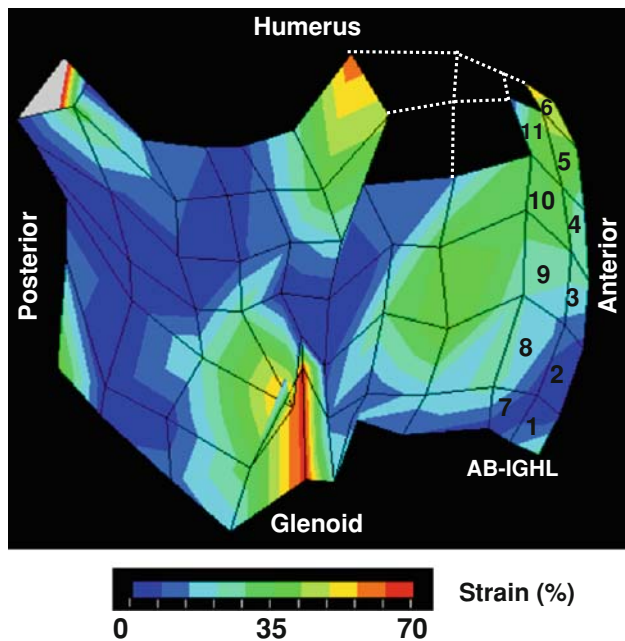 Humerus
6
11
5
10
4
Posterior
9
Anterior
3
8
2
7
1
AB-IGHL
Glenoid
Strain (%)
0 35 70